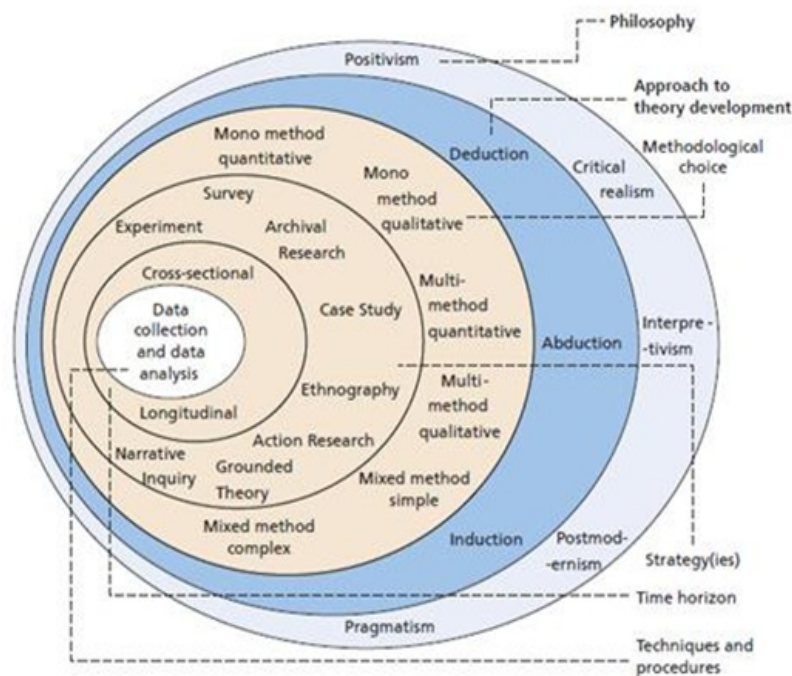 Philosophy
Positivism
Approach to
theory development
Mono method
quantitative
Deduction
Methodological
choice
Critical
realism
Mono
method
qualitative
Survey
Experiment
Archival
Research
Cross-sectional
Multi-
method
quantitative
Case Study
Data
collection
and data
analysis
Abduction
Interpre -
-tivism
Ethnography
Multi-
method
qualitative
Longitudinal
Action Research
Narrative
Inquiry
Grounded
Theory
Mixed method
simple
Mixed method
complex
Induction
Postmod-
-ernism
Strategy(ies)
Time horizon
Pragmatism
Techniques and
procedures